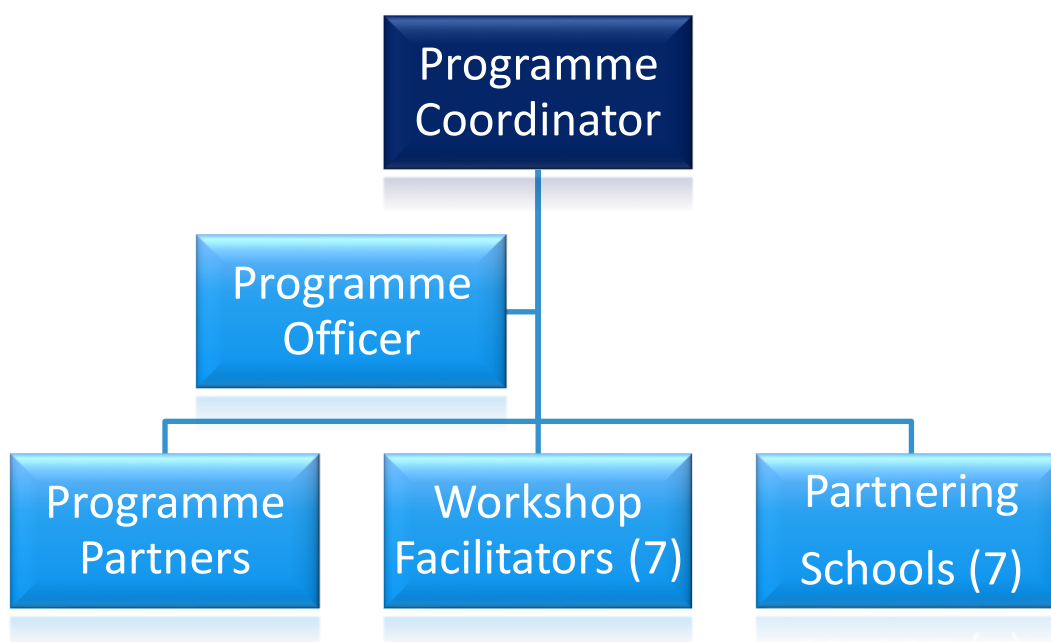 Programme
Coordinator
Programme
Officer
Programme
Partners
Workshop
Facilitators (7)
Partnering
Schools (7)